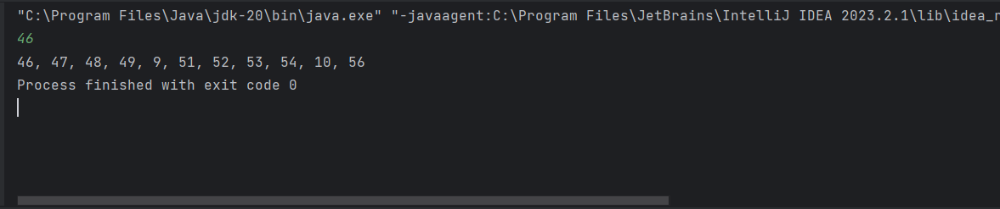 "C:\Program Files\Java\jdk-20\bin\java.exe" "-javaagent:C:\Program Files\JetBrains\IntelliJ IDEA 2023.2.1\lib\idea_r
46
46, 47, 48, 49, 9, 51, 52, 53, 54, 10, 56
Process finished with exit code 0